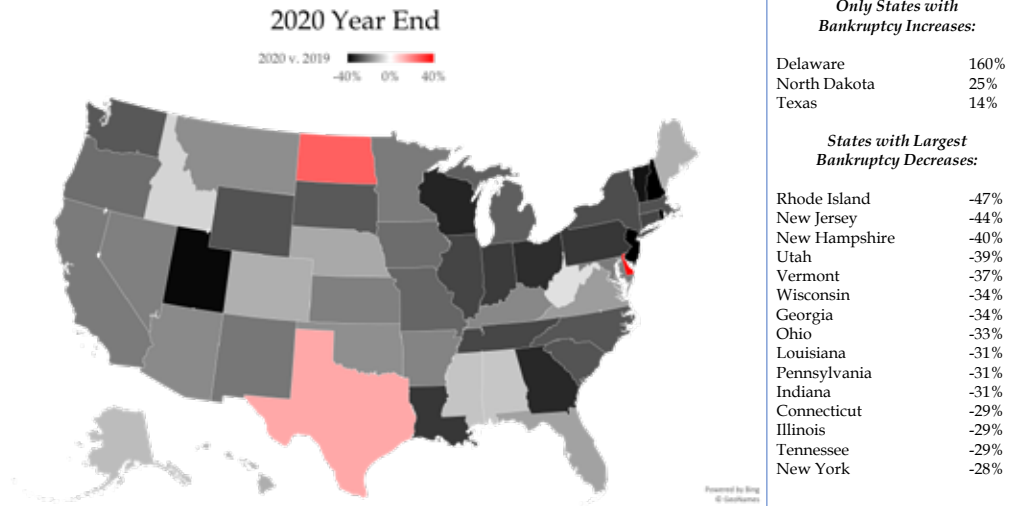 2020 Year End
2020 v. 2019
-40% 0% 40%
Powered by Bing
© GeoNames
Only States with
Bankruptcy Increases:
Delaware 160%
North Dakota 25%
Texas 14%
States with Largest
Bankruptcy Decreases:
Rhode Island -47%
New Jersey -44%
New Hampshire -40%
Utah -39%
Vermont -37%
Wisconsin -34%
Georgia -34%
Ohio -33%
Louisiana -31%
Pennsylvania -31%
Indiana -31%
Connecticut -29%
Illinois -29%
Tennessee -29%
New York -28%